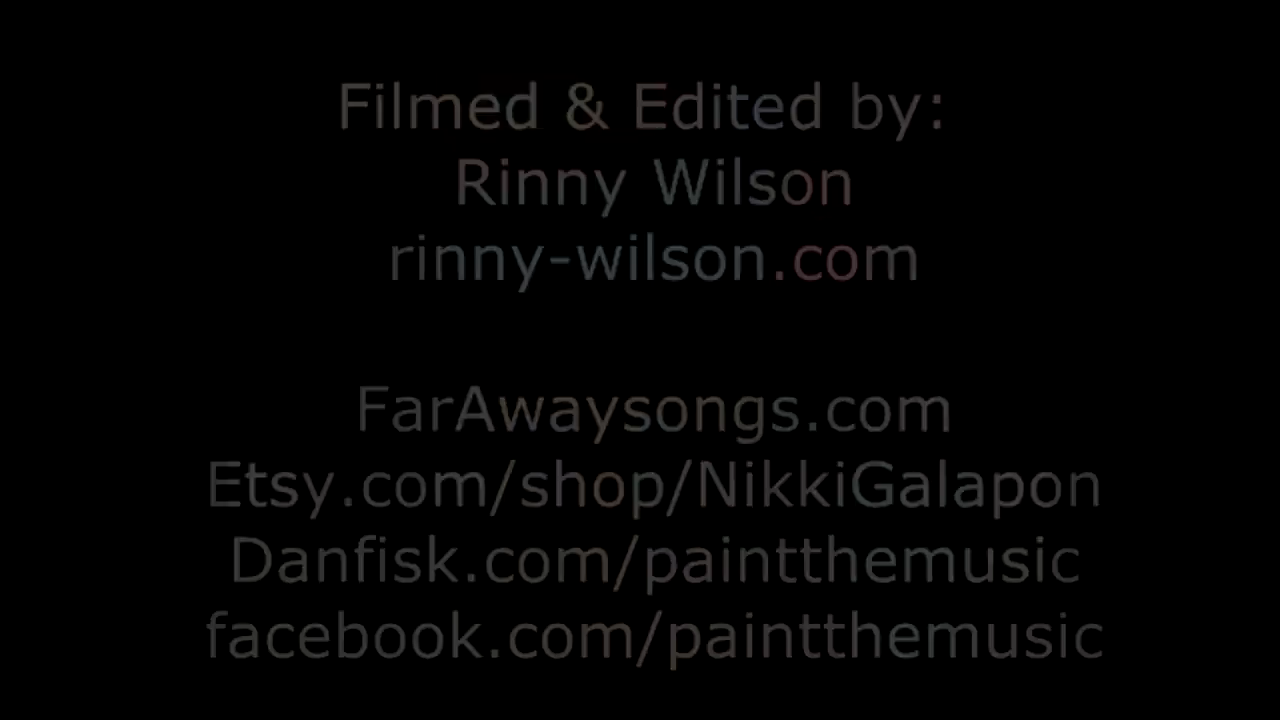 Filmed & Edited by:
Rinny Wilson
rinny-wilson.com
FarAwaysongs.com
Etsy.com/shop/NikkiGalapon
Danfisk.com/paintthemusic
facebook.com/paintthemusic